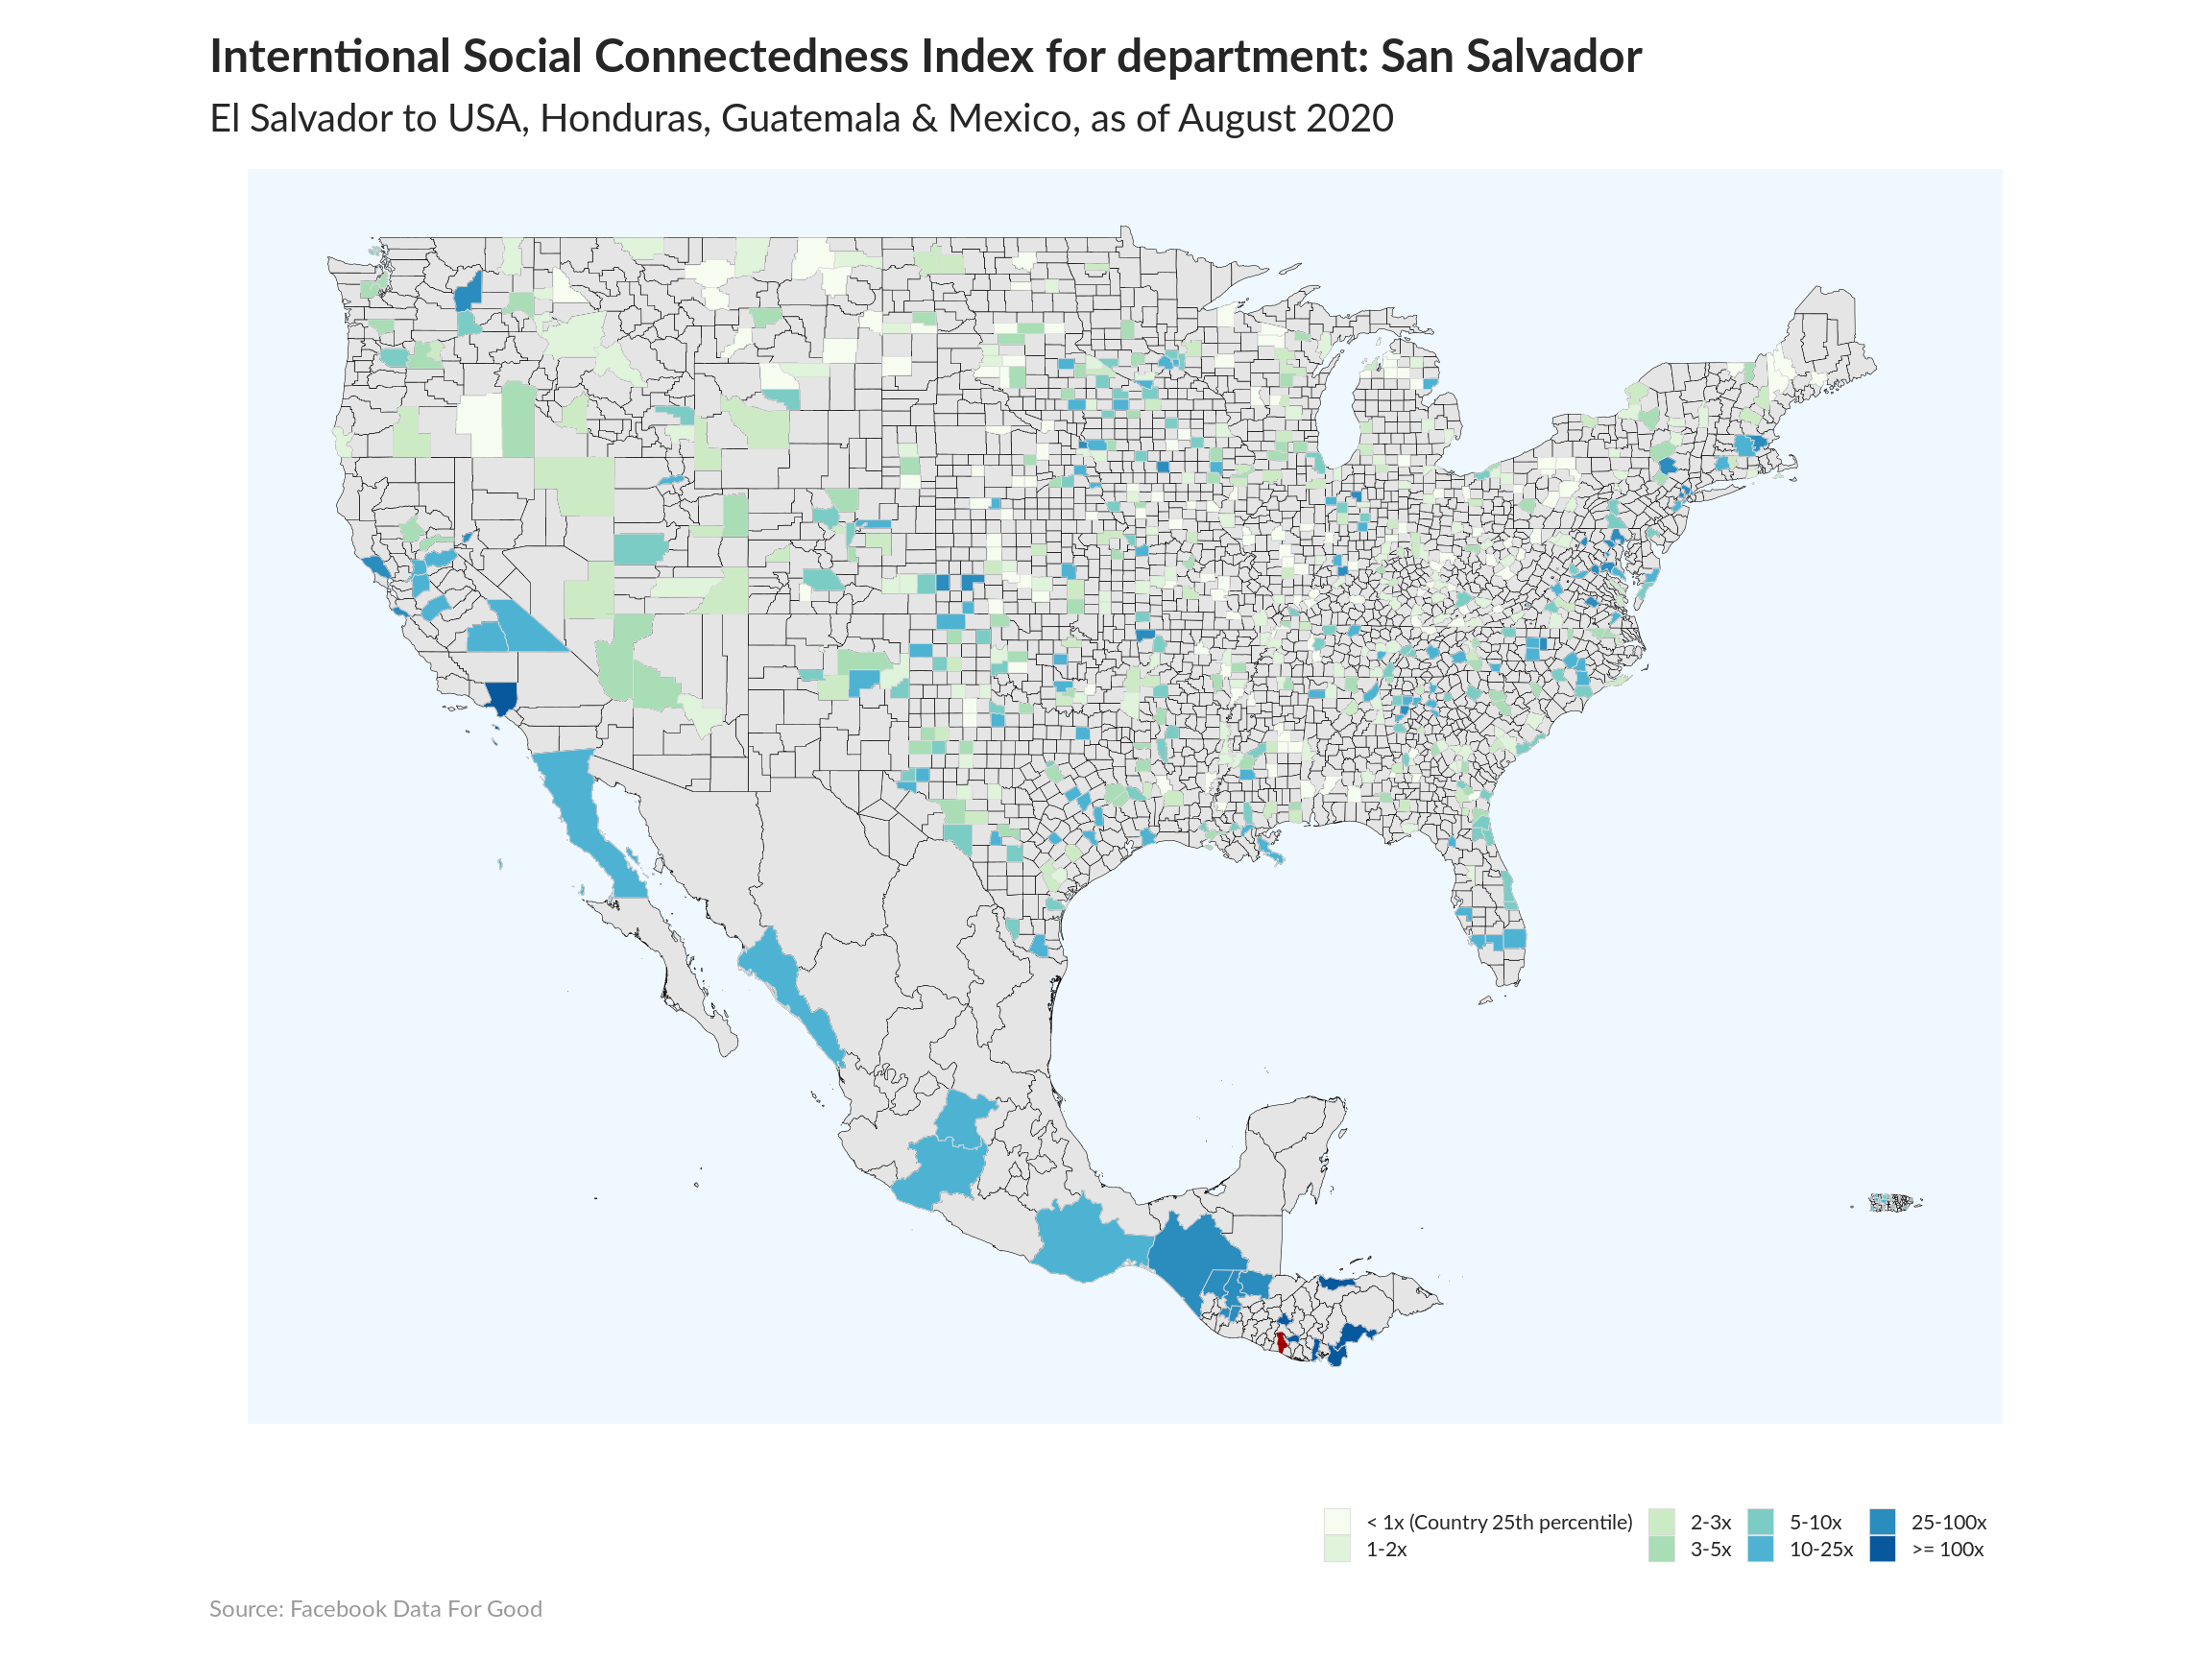 Interntional Social Connectedness Index for department: San Salvador
El Salvador to USA, Honduras, Guatemala & Mexico, as of August 2020
< 1x (Country 25th percentile)
1-2x
2-3x
3-5x
5-10x
10-25x
25-100x
>= 100x
Source: Facebook Data For Good